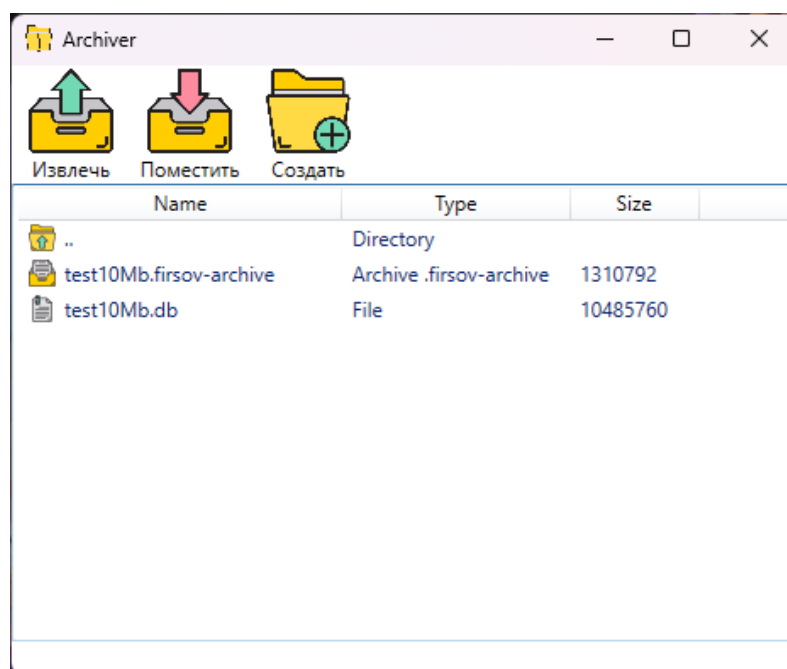 Archiver
Извлечь Поместить Создать
Name Type Size
.. Directory
test10Mb.firsov-archive Archive .firsov-archive 1310792
test10Mb.db File 10485760